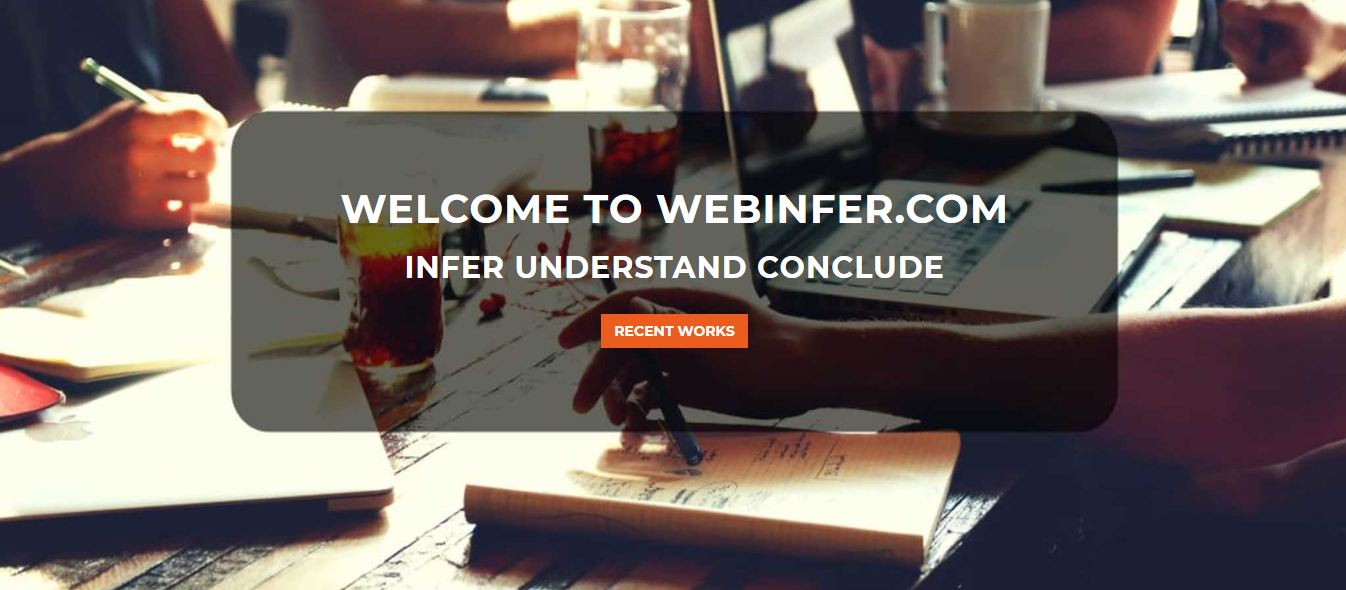 WELCOME TO WEBINFER.COM
INFER UNDERSTAND CONCLUDE
RECENT WORKS